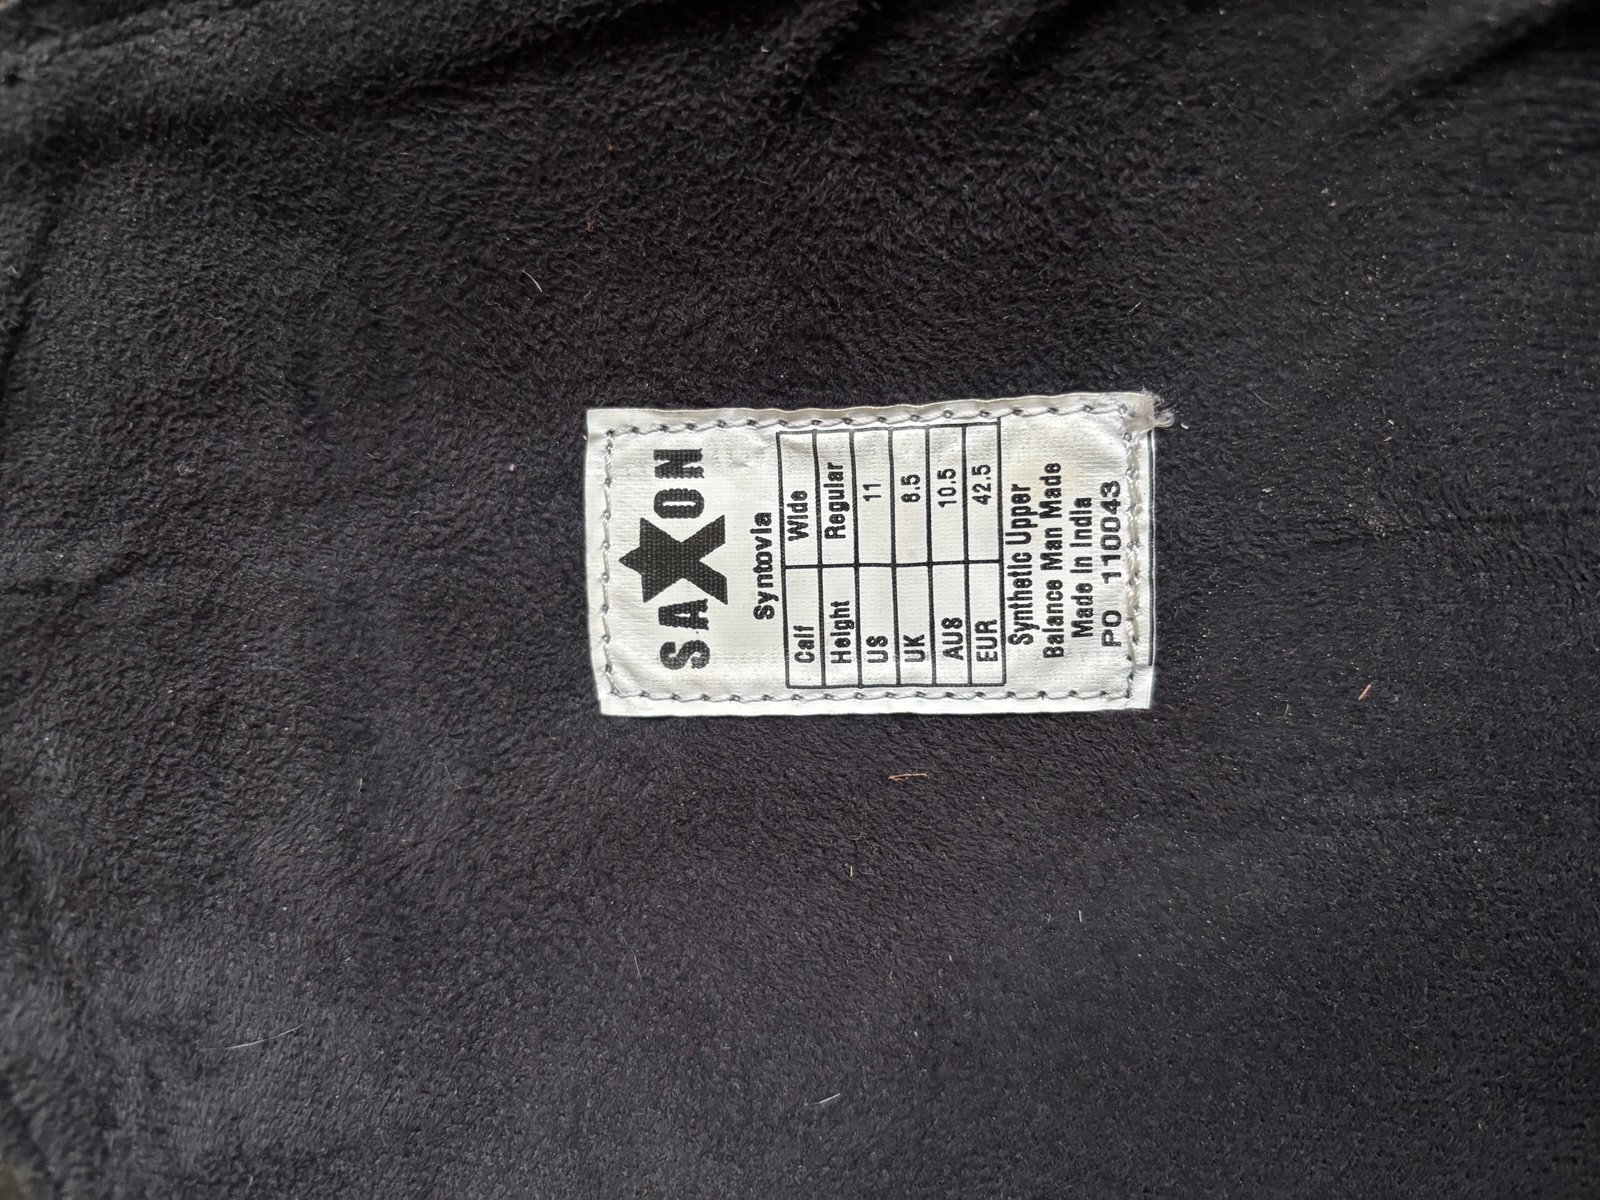 SAXON
Syntovia
Calf Wide
Height Regular
US 11
UK 8.5
AUS 10.5
EUR 42.5
Synthetic Upper
Balance Man Made
Made In India
PO 110043